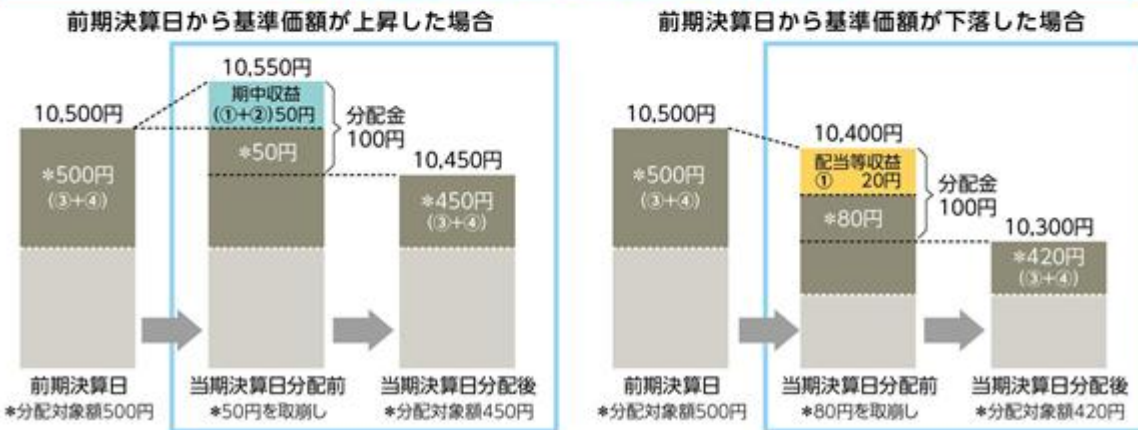 前期決算日から基準価額が上昇した場合
10,550円
期中収益
(①+②)50円
10,500円
分配金
100円
*50円
10,450円
*500円
(③+④)
*450円
(③+④)
前期決算日
*分配対象額500円
当期決算日分配前
*50円を取崩し
当期決算日分配後
*分配対象額450円
前期決算日から基準価額が下落した場合
10,500円
10,400円
配当等収益
① 20円
分配金
100円
*500円
(③+④)
*80円
10,300円
*420円
(③+④)
前期決算日
*分配対象額500円
当期決算日分配前
*80円を取崩し
当期決算日分配後
*分配対象額420円